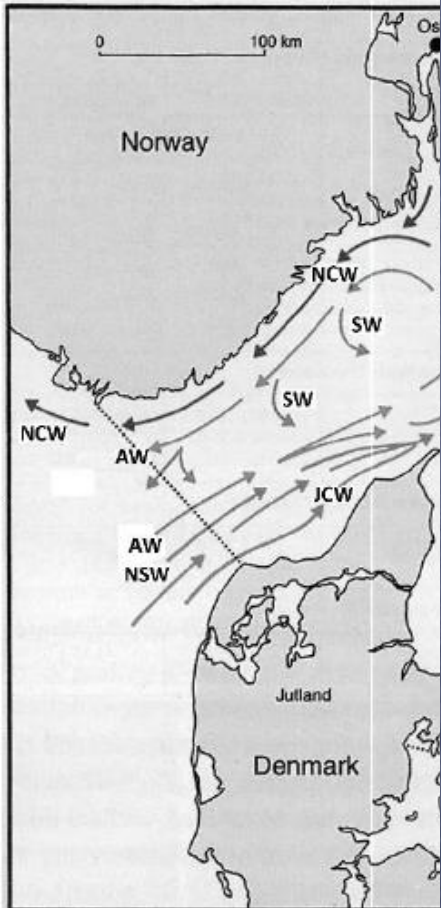 Os
0
100 km
Norway
NCW
SW
SW
NCW
AW
JCW
AW
NSW
Jutland
Denmark